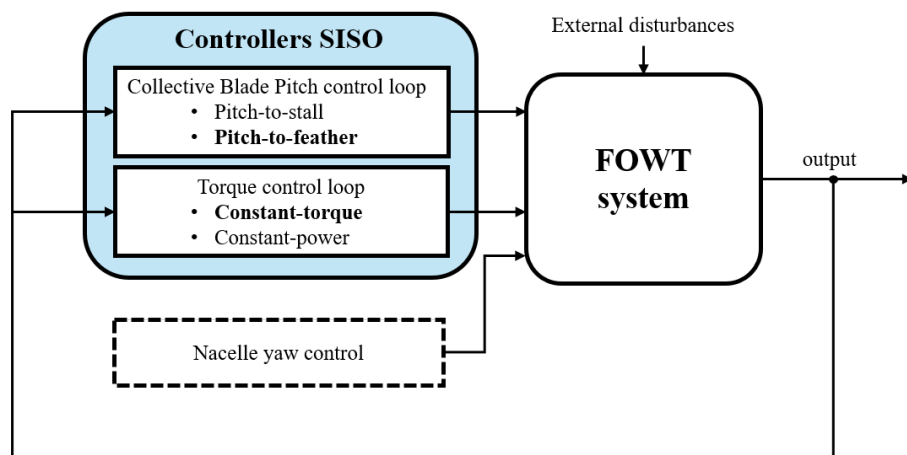 Controllers SISO
Collective Blade Pitch control loop
• Pitch-to-stall
• Pitch-to-feather
Torque control loop
• Constant-torque
• Constant-power
Nacelle yaw control
External disturbances
FOWT
system
output